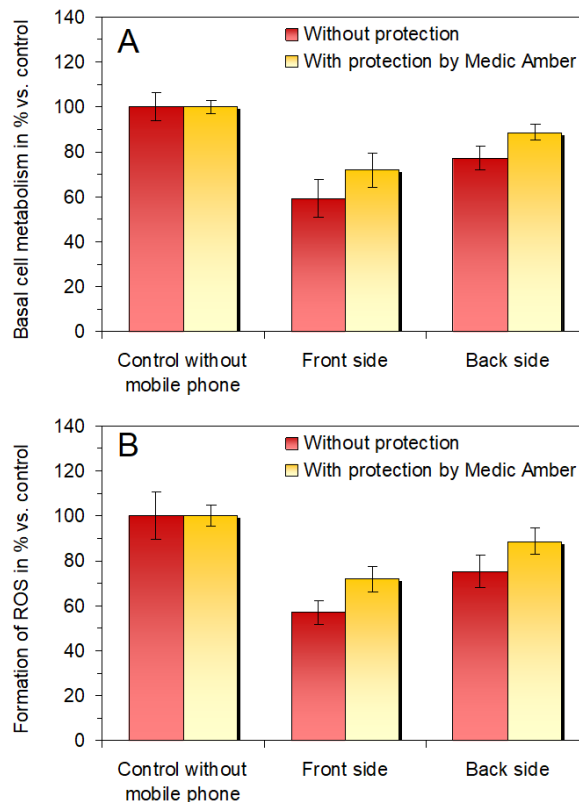 A
Without protection
With protection by Medic Amber
Basal cell metabolism in % vs. control
140
120
100
80
60
40
20
0
Control without
mobile phone
Front side
Back side
B
Without protection
With protection by Medic Amber
Formation of ROS in % vs. control
140
120
100
80
60
40
20
0
Control without
mobile phone
Front side
Back side